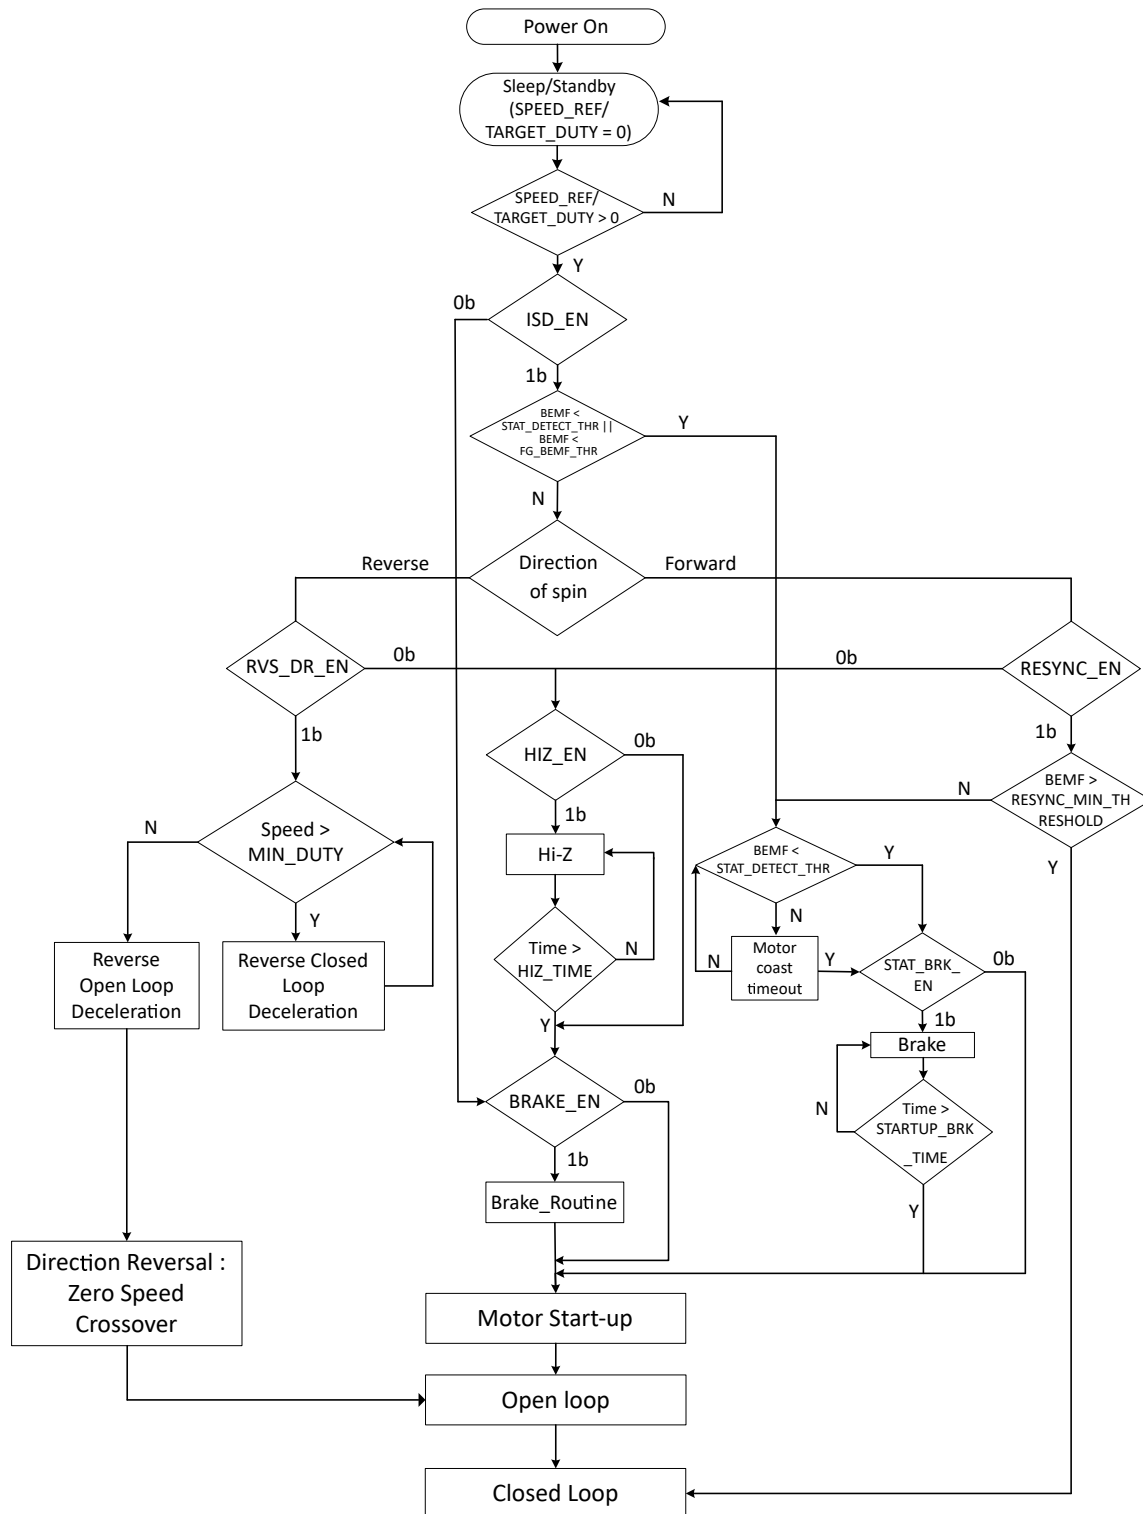 Power On
Sleep/Standby
(SPEED_REF/
TARGET_DUTY = 0)
SPEED_REF/
TARGET_DUTY > 0
N
Y
0b
ISD_EN
1b
BEMF <
STAT_DETECT_THR ||
BEMF <
FG_BEMF_THR
Y
N
Reverse
Direction
of spin
Forward
RVS_DR_EN
0b
0b
RESYNC_EN
1b
1b
HIZ_EN
0b
BEMF >
RESYNC_MIN_TH
RESHOLD
N
Y
1b
Speed >
MIN_DUTY
N
Y
Hi-Z
BEMF <
STAT_DETECT_THR
Y
N
Reverse
Open Loop
Deceleration
Reverse Closed
Loop
Deceleration
Time >
HIZ_TIME
N
Y
Motor
coast
timeout
N
Y
STAT_BRK_
EN
0b
1b
Brake
BRAKE_EN
0b
1b
Time >
STARTUP_BRK
_TIME
N
Y
Brake_Routine
Direction Reversal :
Zero Speed
Crossover
Motor Start-up
Open loop
Closed Loop